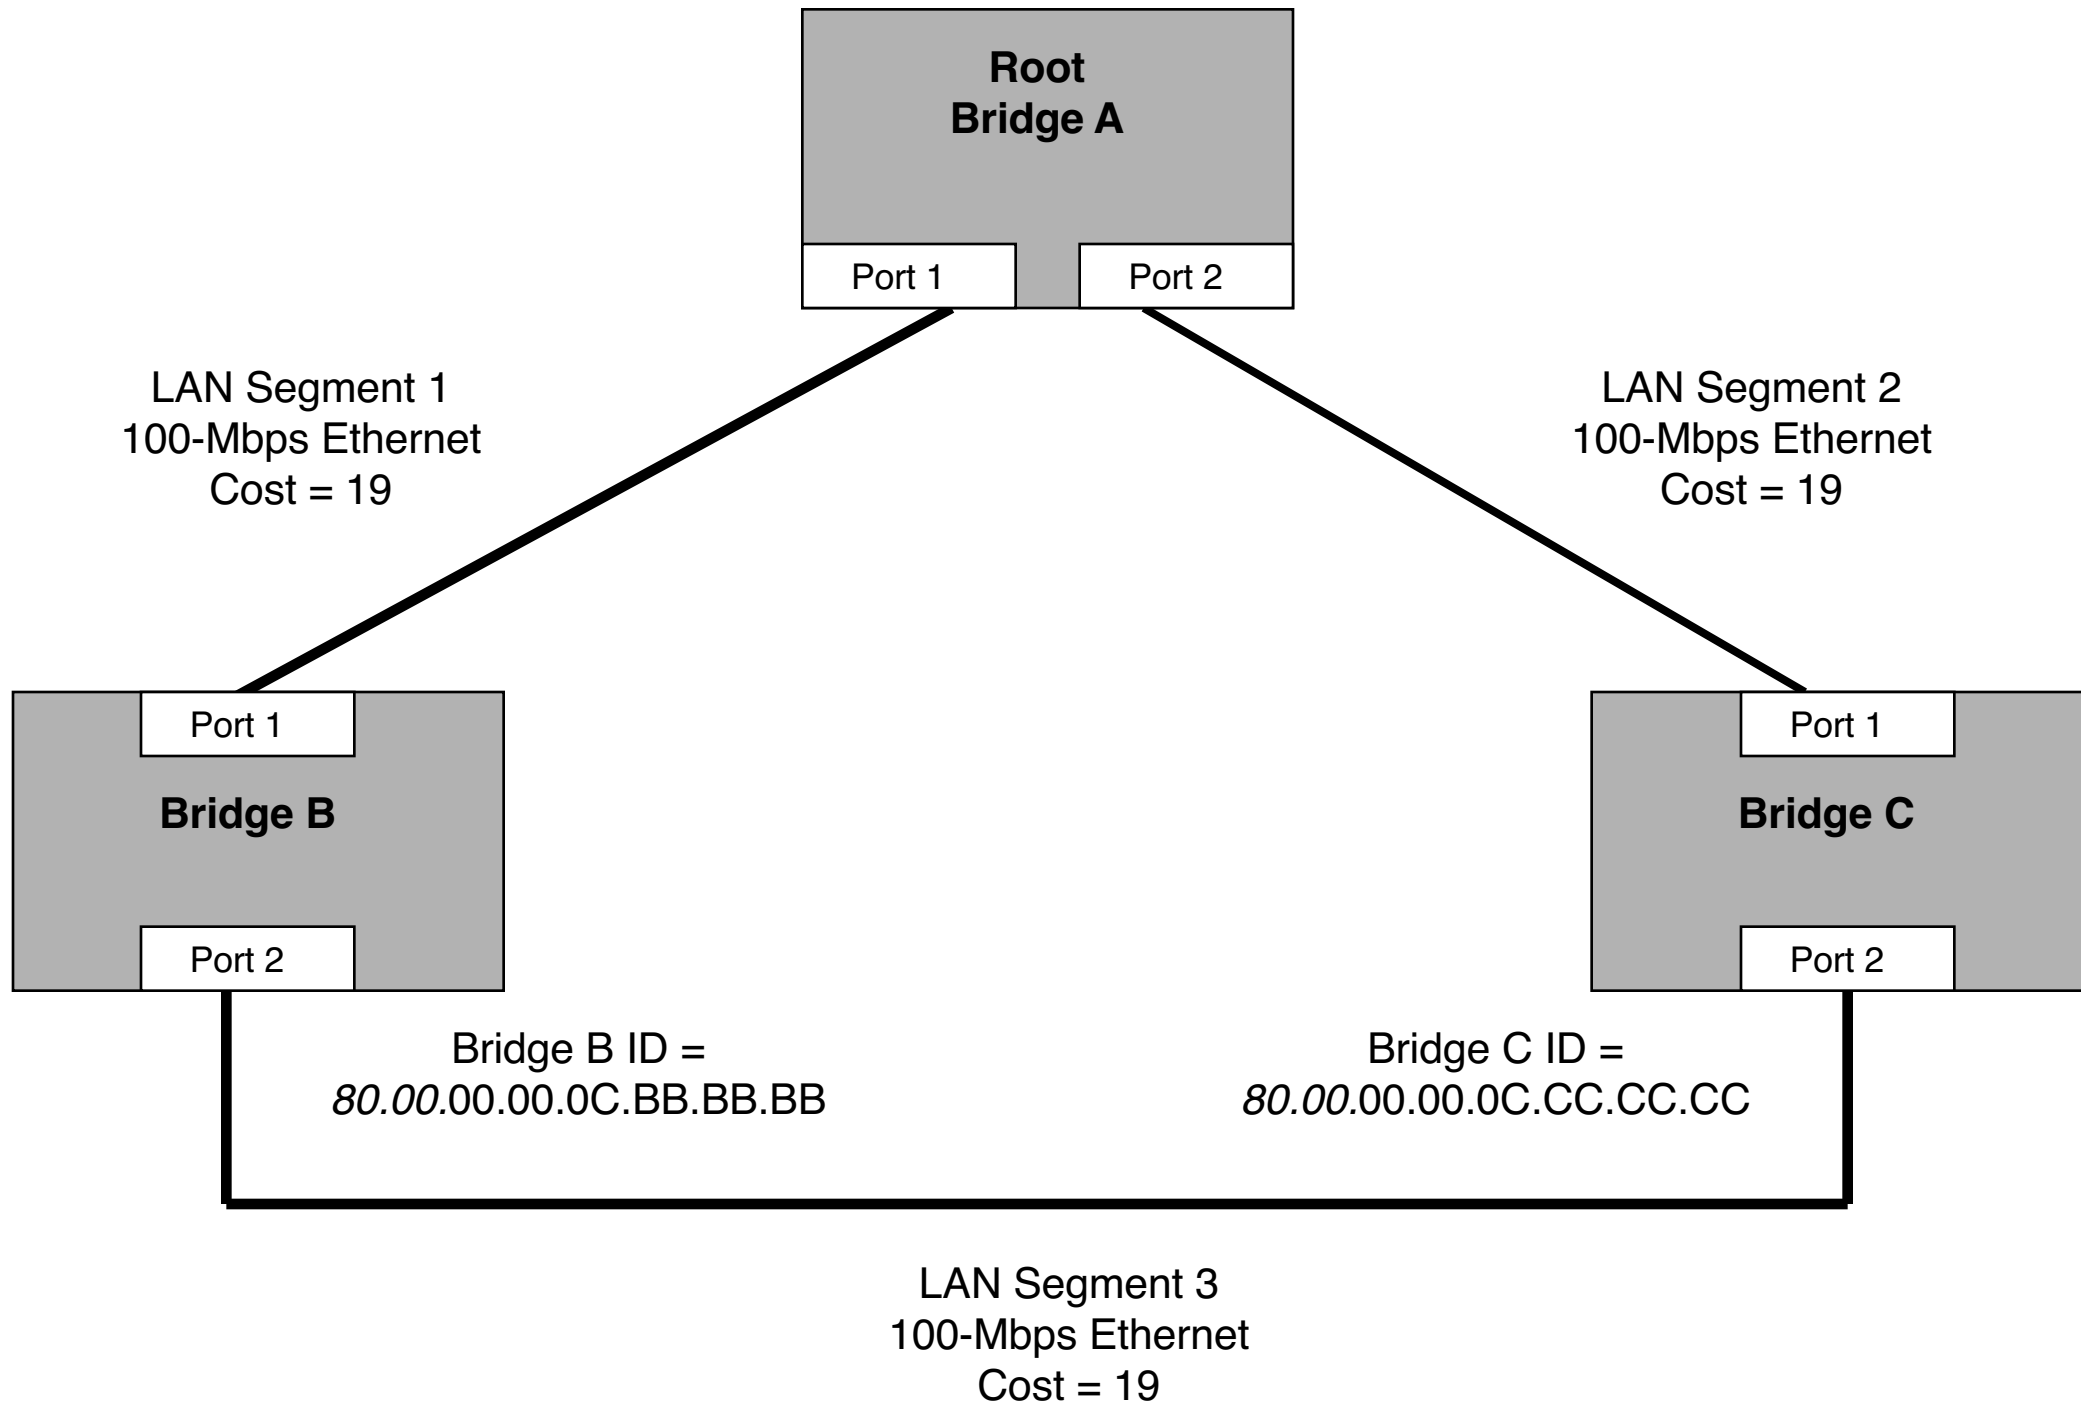 Root
Bridge A
Port 1
Port 2
LAN Segment 1
100-Mbps Ethernet
Cost = 19
LAN Segment 2
100-Mbps Ethernet
Cost = 19
Port 1
Bridge B
Port 2
Port 1
Bridge C
Port 2
Bridge B ID =
80.00.00.00.0C.BB.BB.BB
Bridge C ID =
80.00.00.00.0C.CC.CC.CC
LAN Segment 3
100-Mbps Ethernet
Cost = 19